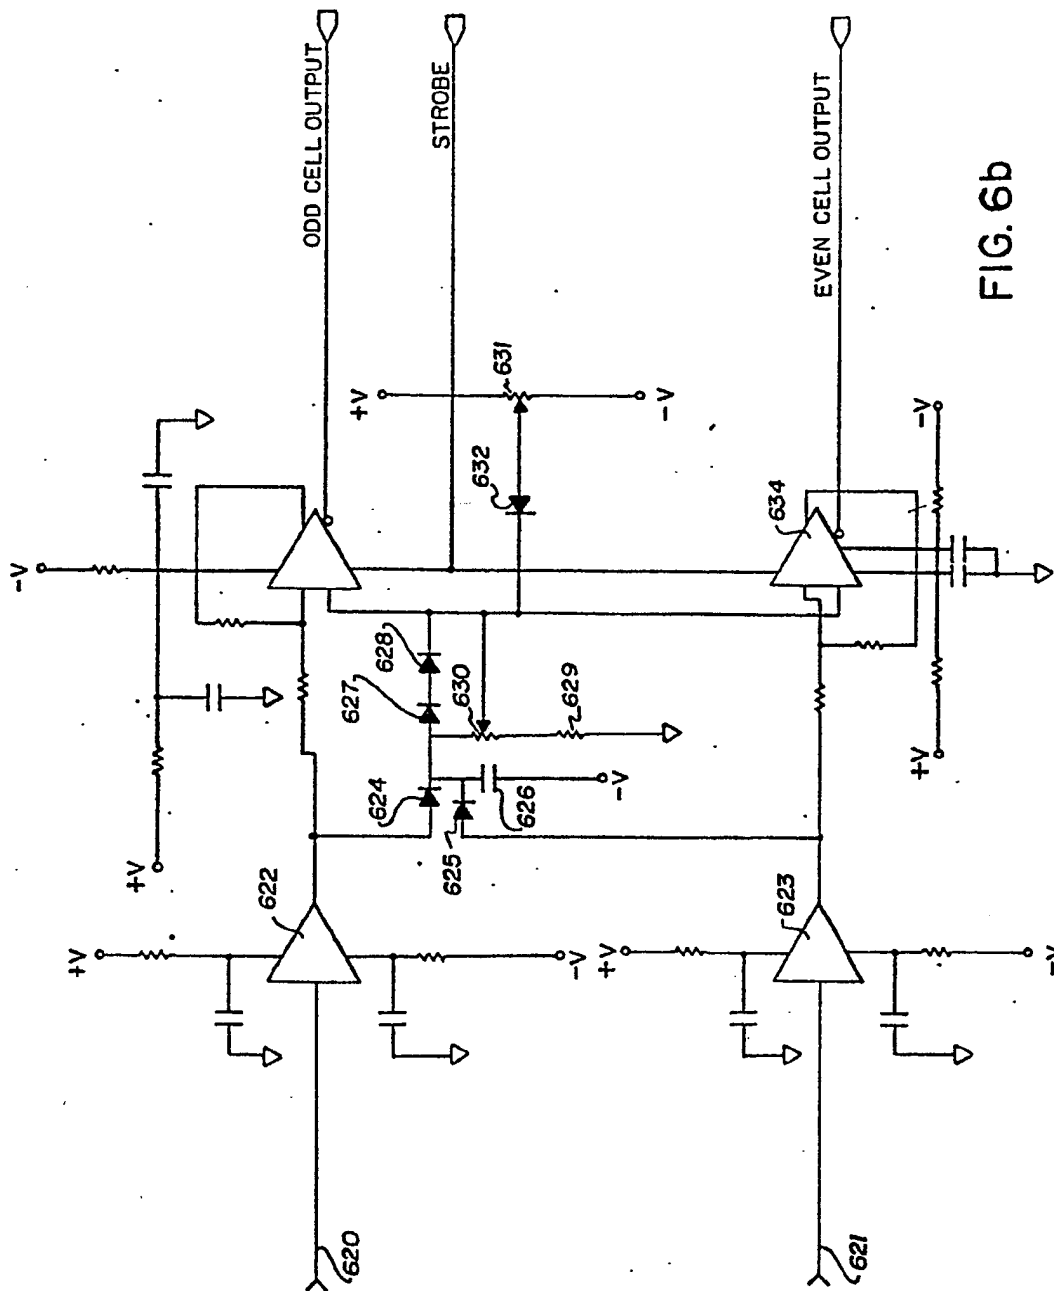 ODD CELL OUTPUT
STROBE
EVEN CELL OUTPUT
FIG. 6b
-V
+V
631
-V
632
634
-V
628
627
630
629
+V
+V
624
625
626
-V
622
623
+V
-V
+V
-V
620
621